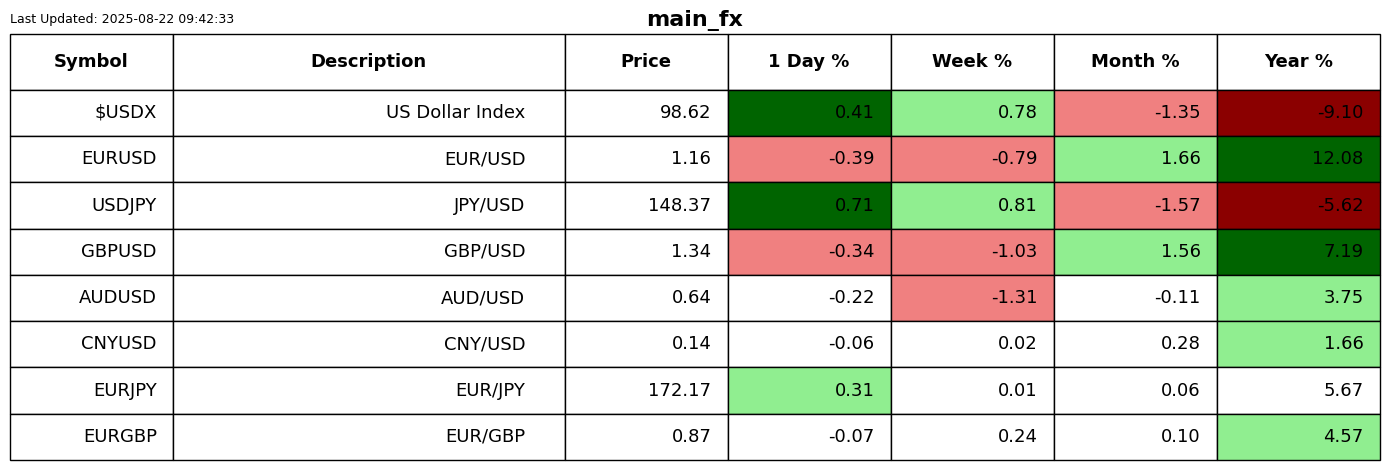 Last Updated: 2025-08-22 09:42:33
main_fx
Symbol Description Price 1 Day % Week % Month % Year %
$USDX US Dollar Index 98.62 0.41 0.78 -1.35 -9.10
EURUSD EUR/USD 1.16 -0.39 -0.79 1.66 12.08
USDJPY JPY/USD 148.37 0.71 0.81 -1.57 -5.62
GBPUSD GBP/USD 1.34 -0.34 -1.03 1.56 7.19
AUDUSD AUD/USD 0.64 -0.22 -1.31 -0.11 3.75
CNYUSD CNY/USD 0.14 -0.06 0.02 0.28 1.66
EURJPY EUR/JPY 172.17 0.31 0.01 0.06 5.67
EURGBP EUR/GBP 0.87 -0.07 0.24 0.10 4.57